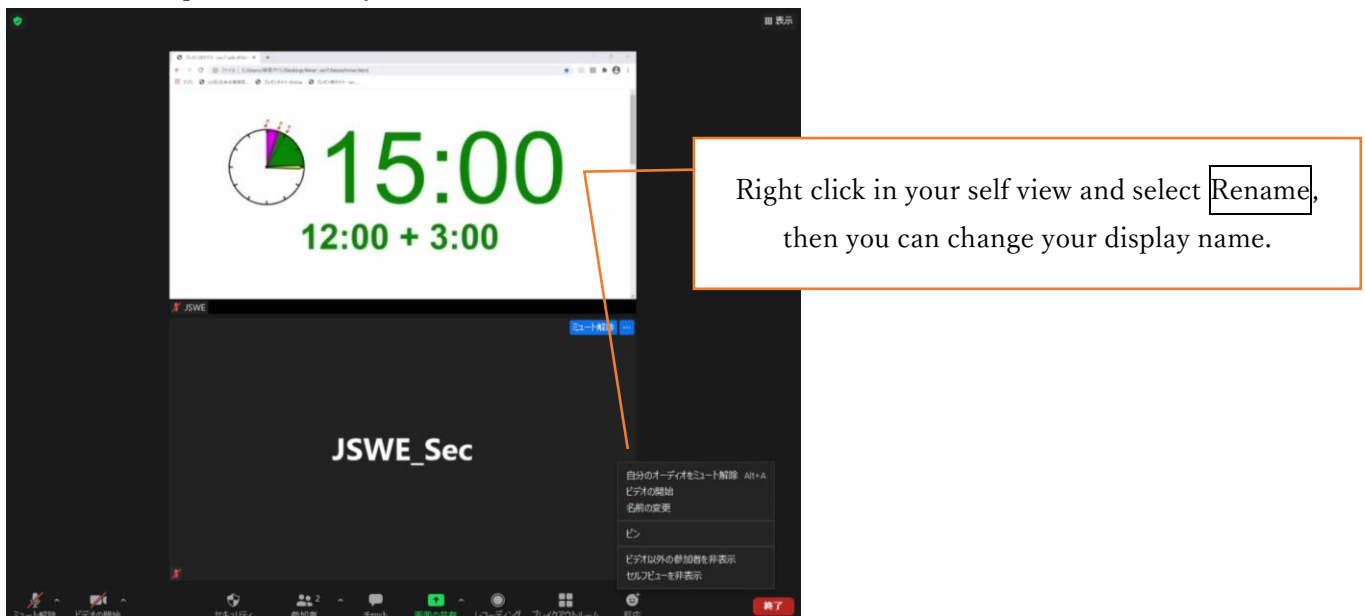 表示
15:00
12:00 + 3:00
JSWE
ミュート解除
JSWE_Sec
自分のオーディオをミュート解除 Alt+A
ビデオの開始
名前の変更
ピン
ビデオ以外の参加者を非表示
セルフビューを非表示
2
終了
Right click in your self view and select Rename,
then you can change your display name.